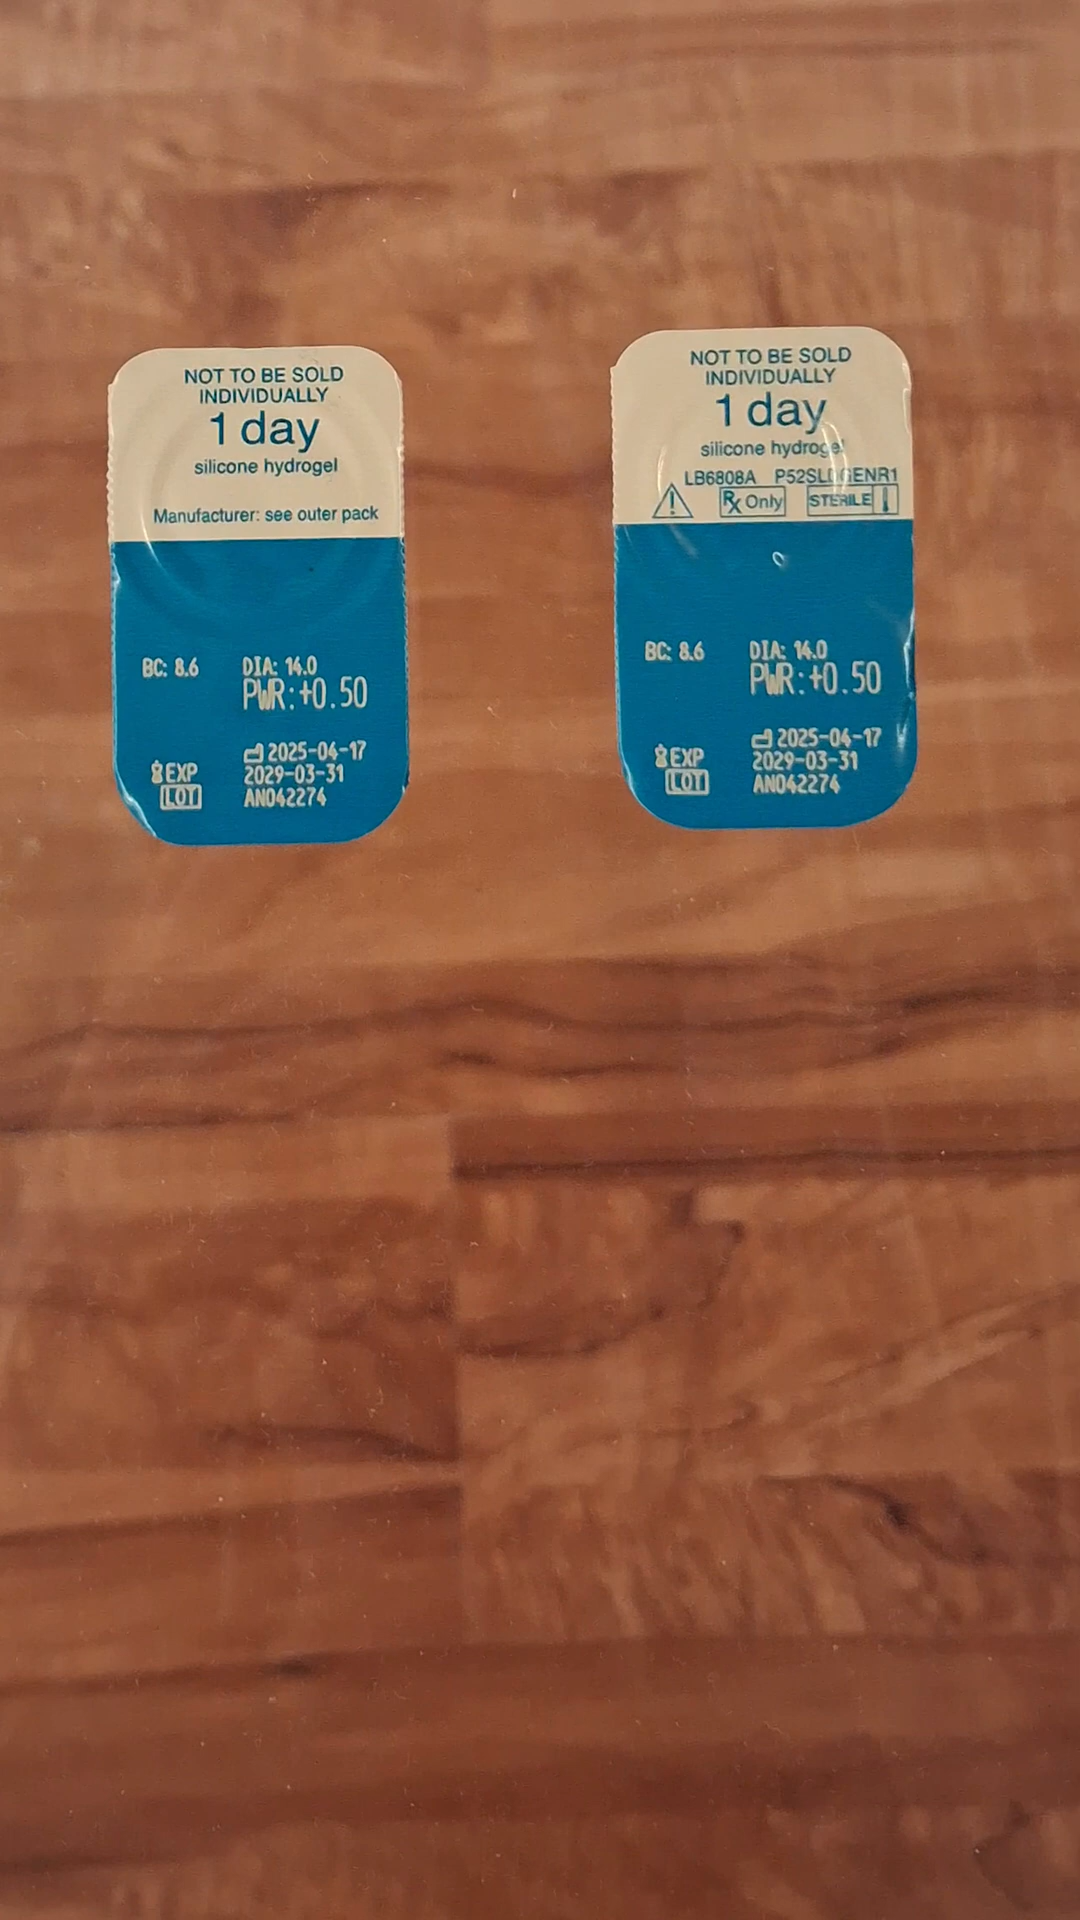 NOT TO BE SOLD
INDIVIDUALLY
1 day
silicone hydrogel
Manufacturer: see outer pack
BC: 8.6 DIA: 14.0
PWR:+0.50
2025-04-17
EXP 2029-03-31
LOT AN042274
NOT TO BE SOLD
INDIVIDUALLY
1 day
silicone hydrogel
LB6808A
Rx Only STERILE
BC: 8.6 DIA: 14.0
PWR:+0.50
2025-04-17
EXP 2029-03-31
LOT AN042274